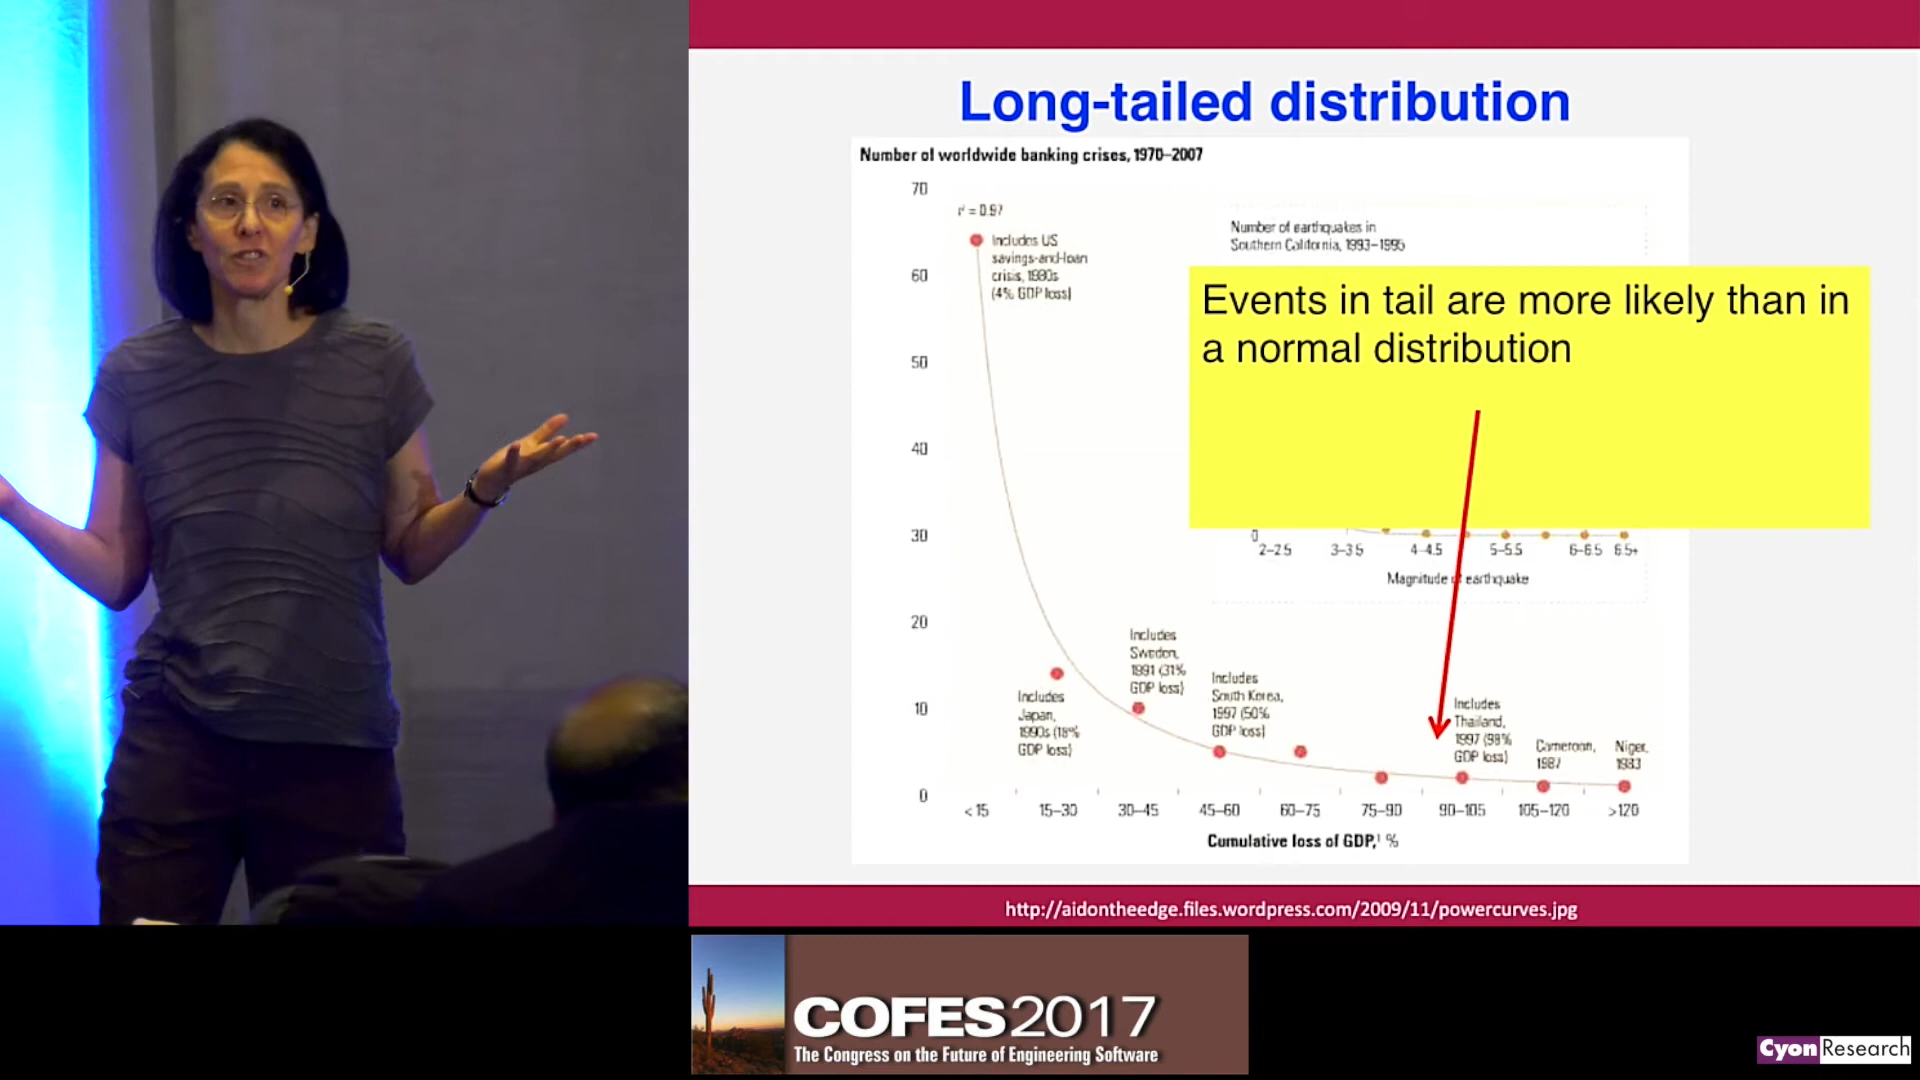 Long-tailed distribution
Number of worldwide banking crises, 1970–2007
70
60
50
40
30
20
10
0
r² = 0.97
Includes US
savings-and-loan
crisis, 1980s
(4% GDP loss)
Number of earthquakes in
Southern California, 1993–1995
Events in tail are more likely than in
a normal distribution
0
2–2.5 3–3.5 4–4.5 5–5.5 6–6.5 6.5+
Magnitude earthquake
Includes
Japan,
1990s (18%
GDP loss)
Includes
Sweden,
1991 (31%
GDP loss)
Includes
South Korea,
1997 (50%
GDP loss)
Includes
Thailand,
1997 (98%
GDP loss)
Cameroon,
1987
Niger,
1983
<15 15–30 30–45 45–60 60–75 75–90 90–105 105–120 >120
Cumulative loss of GDP,¹ %
http://aidontheedge.files.wordpress.com/2009/11/powercurves.jpg
COFES2017
The Congress on the Future of Engineering Software
CyonResearch